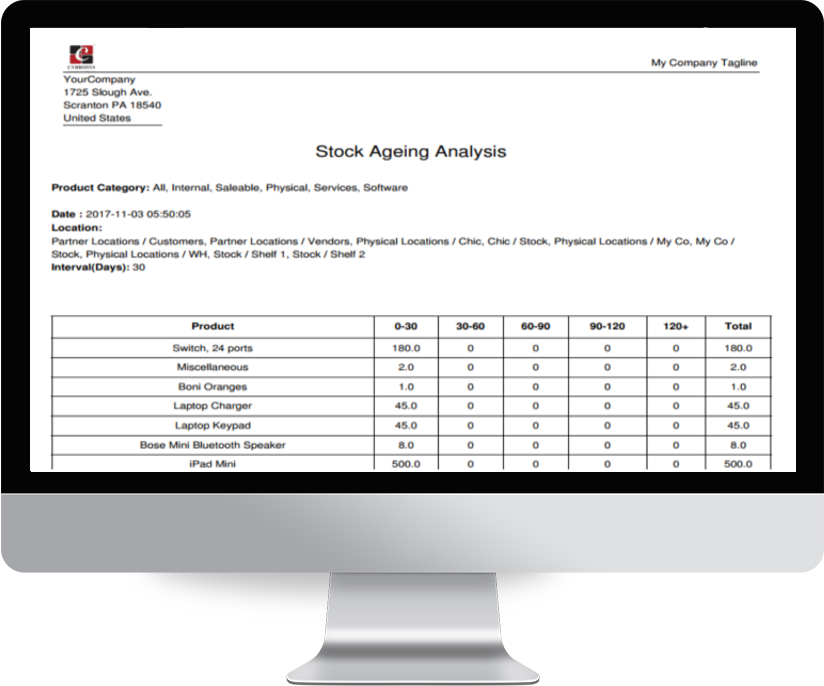 CYBROSYS
My Company Tagline
YourCompany
1725 Slough Ave.
Scranton PA 18540
United States
Stock Ageing Analysis
Product Category: All, Internal, Saleable, Physical, Services, Software
Date : 2017-11-03 05:50:05
Location:
Partner Locations / Customers, Partner Locations / Vendors, Physical Locations / Chic, Chic / Stock, Physical Locations / My Co, My Co /
Stock, Physical Locations / WH, Stock / Shelf 1, Stock / Shelf 2
Interval(Days): 30
Product 0-30 30-60 60-90 90-120 120+ Total
Switch, 24 ports 180.0 0 0 0 0 180.0
Miscellaneous 2.0 0 0 0 0 2.0
Boni Oranges 1.0 0 0 0 0 1.0
Laptop Charger 45.0 0 0 0 0 45.0
Laptop Keypad 45.0 0 0 0 0 45.0
Bose Mini Bluetooth Speaker 8.0 0 0 0 0 8.0
iPad Mini 500.0 0 0 0 0 500.0